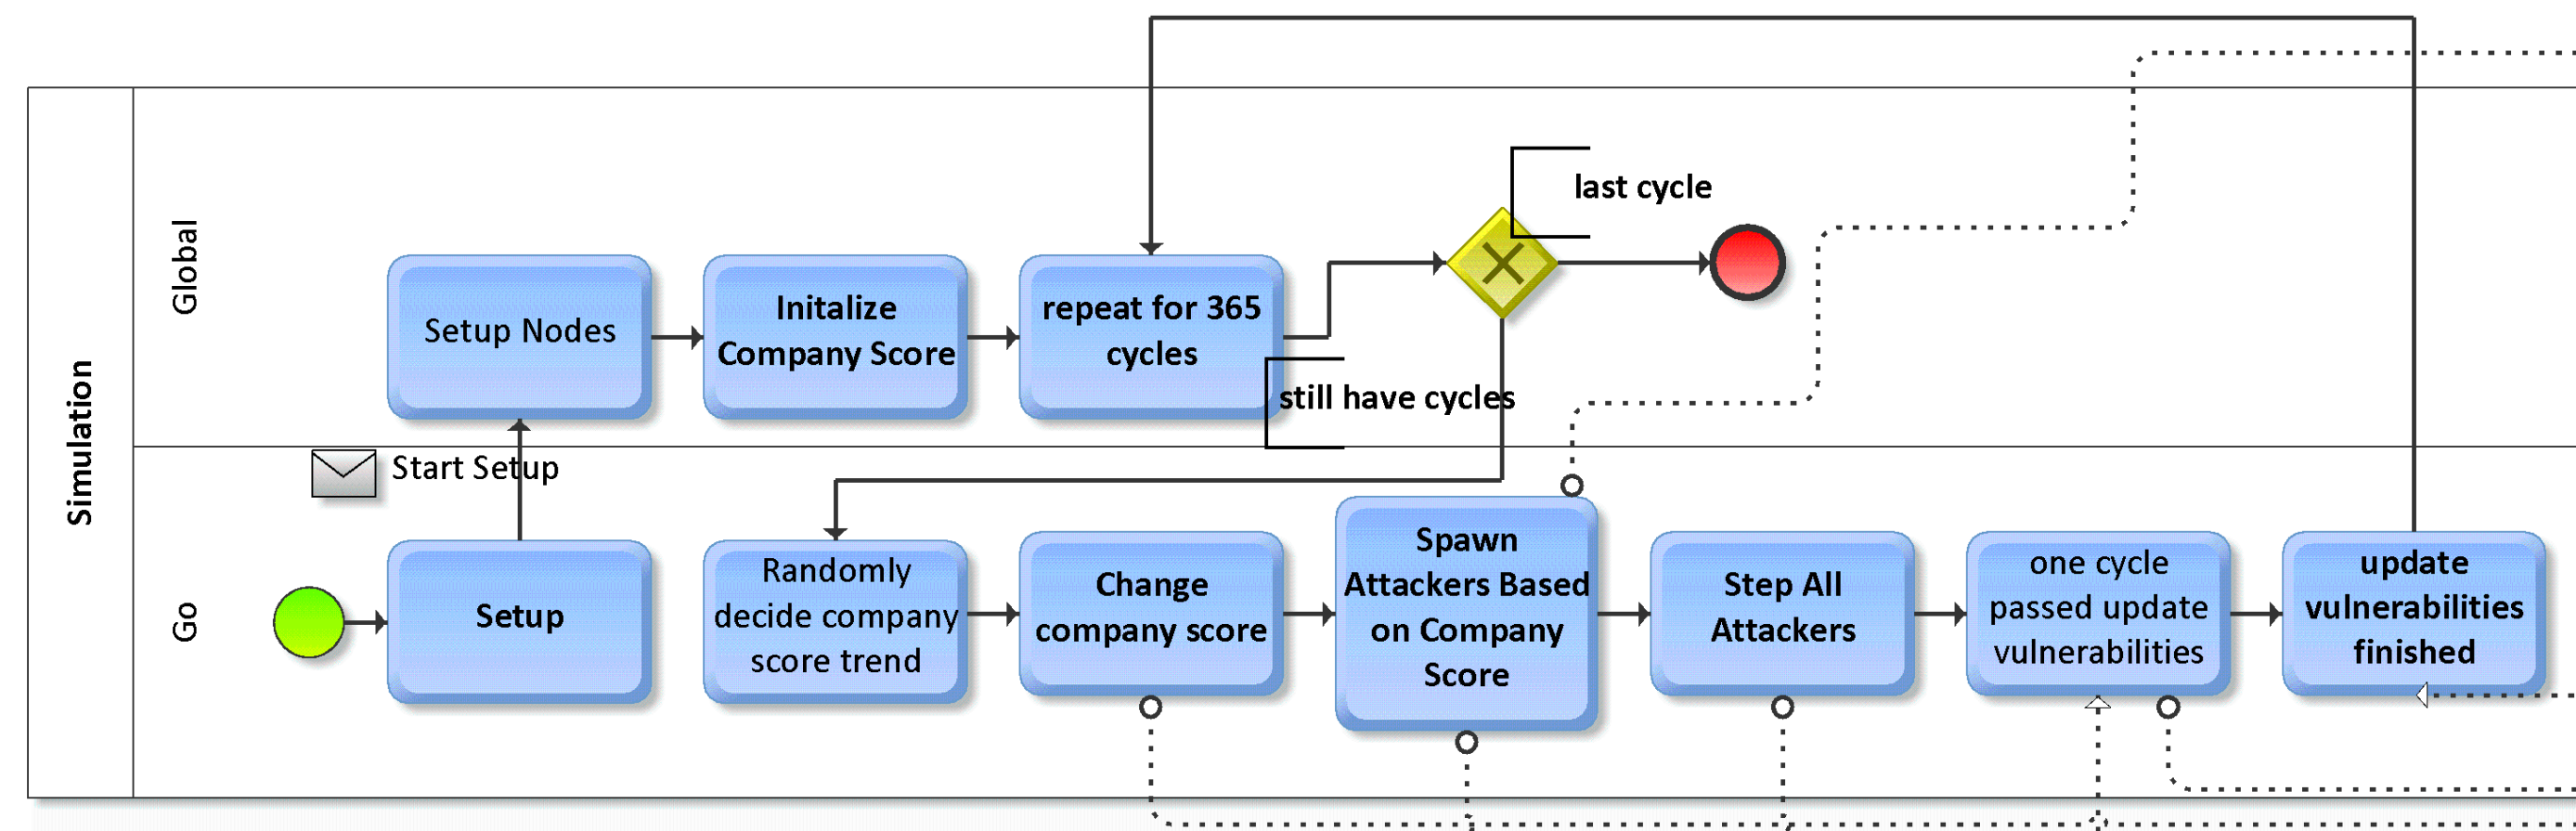 Simulation
Global
last cycle
Setup Nodes
Initalize
Company Score
repeat for 365
cycles
still have cycles
Start Setup
Go
Setup
Randomly
decide company
score trend
Change
company score
Spawn
Attackers Based
on Company
Score
Step All
Attackers
one cycle
passed update
vulnerabilities
update
vulnerabilities
finished